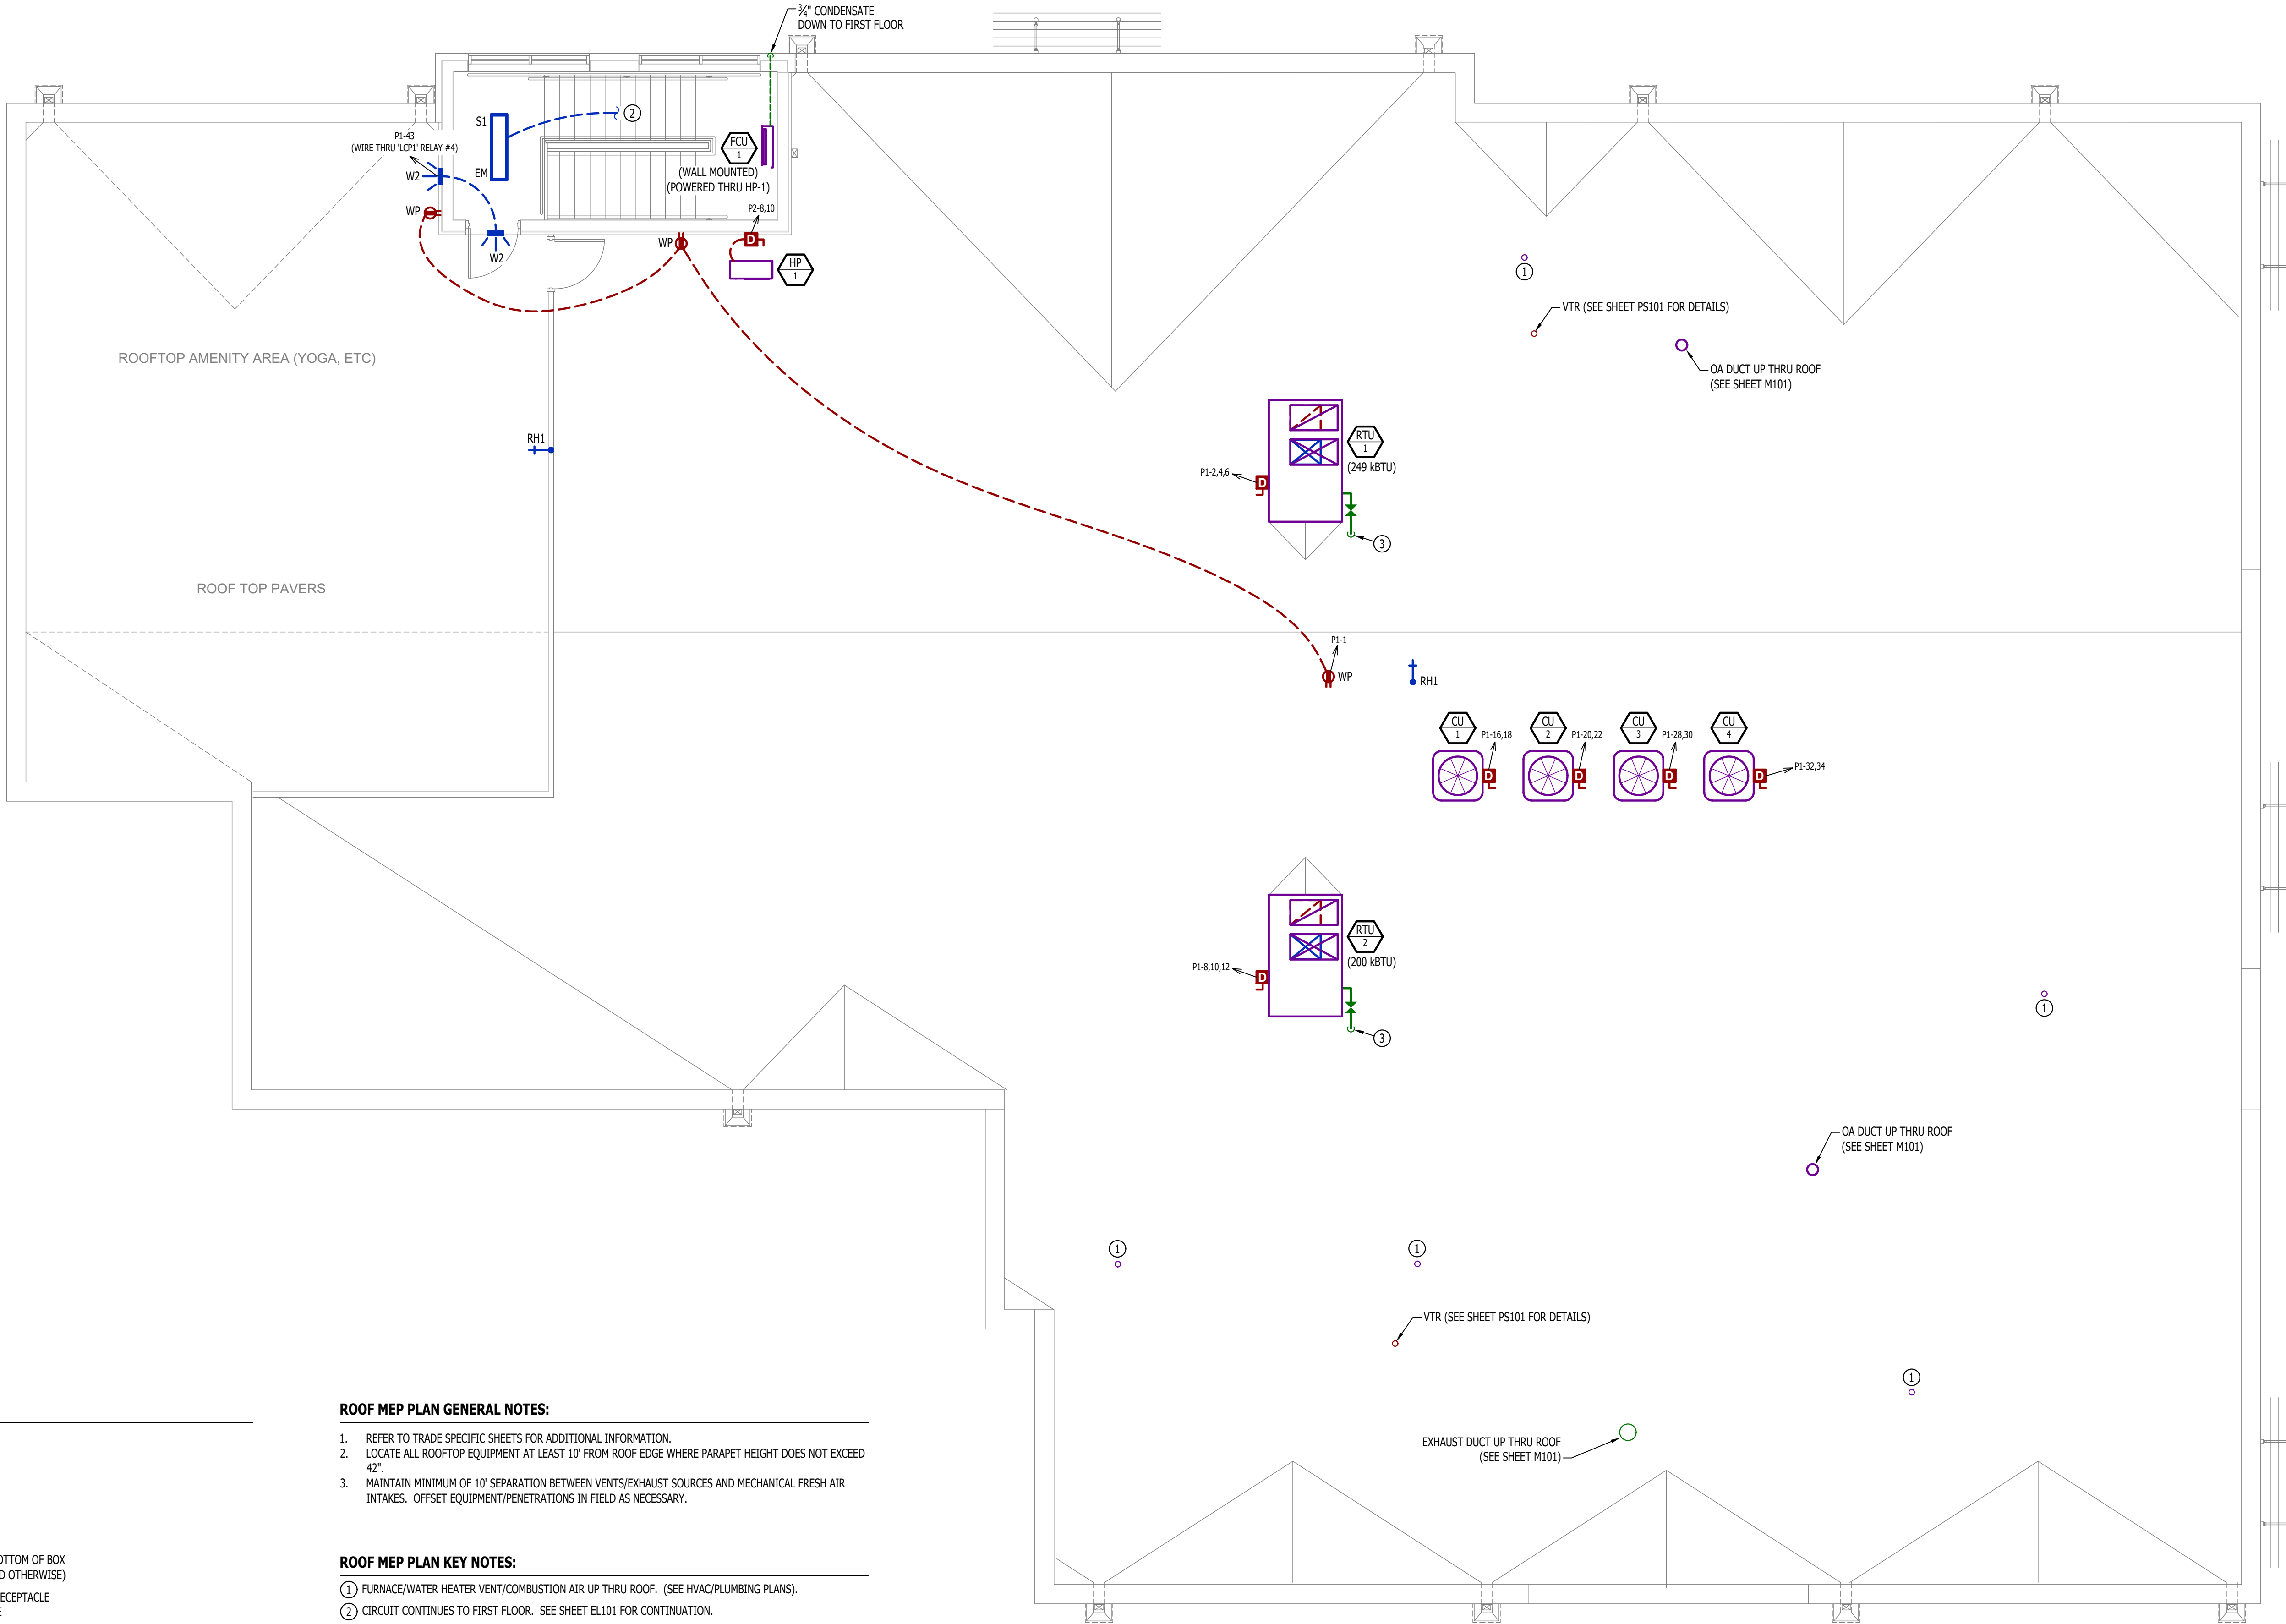 ¾" CONDENSATE
DOWN TO FIRST FLOOR
P1-43
(WIRE THRU 'LCP1' RELAY #4)
S1
EM
2
W2
WP
W2
FCU
1
(WALL MOUNTED)
(POWERED THRU HP-1)
P2-8,10
WP
D
HP
1
1
VTR (SEE SHEET PS101 FOR DETAILS)
OA DUCT UP THRU ROOF
(SEE SHEET M101)
ROOFTOP AMENITY AREA (YOGA, ETC)
RH1
RTU
1
(249 kBTU)
P1-2,4,6
D
3
ROOF TOP PAVERS
P1-1
WP
RH1
CU
1
P1-16,18
D
CU
2
P1-20,22
D
CU
3
P1-28,30
D
CU
4
P1-32,34
D
RTU
2
(200 kBTU)
P1-8,10,12
D
3
1
OA DUCT UP THRU ROOF
(SEE SHEET M101)
1
1
VTR (SEE SHEET PS101 FOR DETAILS)
1
EXHAUST DUCT UP THRU ROOF
(SEE SHEET M101)
ROOF MEP PLAN GENERAL NOTES:
1. REFER TO TRADE SPECIFIC SHEETS FOR ADDITIONAL INFORMATION.
2. LOCATE ALL ROOFTOP EQUIPMENT AT LEAST 10' FROM ROOF EDGE WHERE PARAPET HEIGHT DOES NOT EXCEED
42".
3. MAINTAIN MINIMUM OF 10' SEPARATION BETWEEN VENTS/EXHAUST SOURCES AND MECHANICAL FRESH AIR
INTAKES. OFFSET EQUIPMENT/PENETRATIONS IN FIELD AS NECESSARY.
ROOF MEP PLAN KEY NOTES:
1 FURNACE/WATER HEATER VENT/COMBUSTION AIR UP THRU ROOF. (SEE HVAC/PLUMBING PLANS).
2 CIRCUIT CONTINUES TO FIRST FLOOR. SEE SHEET EL101 FOR CONTINUATION.
OF BOX
OTHERWISE)